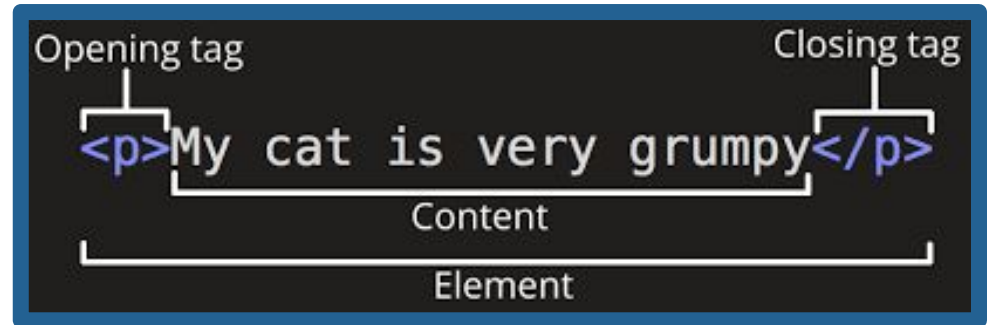 Opening tag Closing tag
<p>My cat is very grumpy</p>
Content
Element